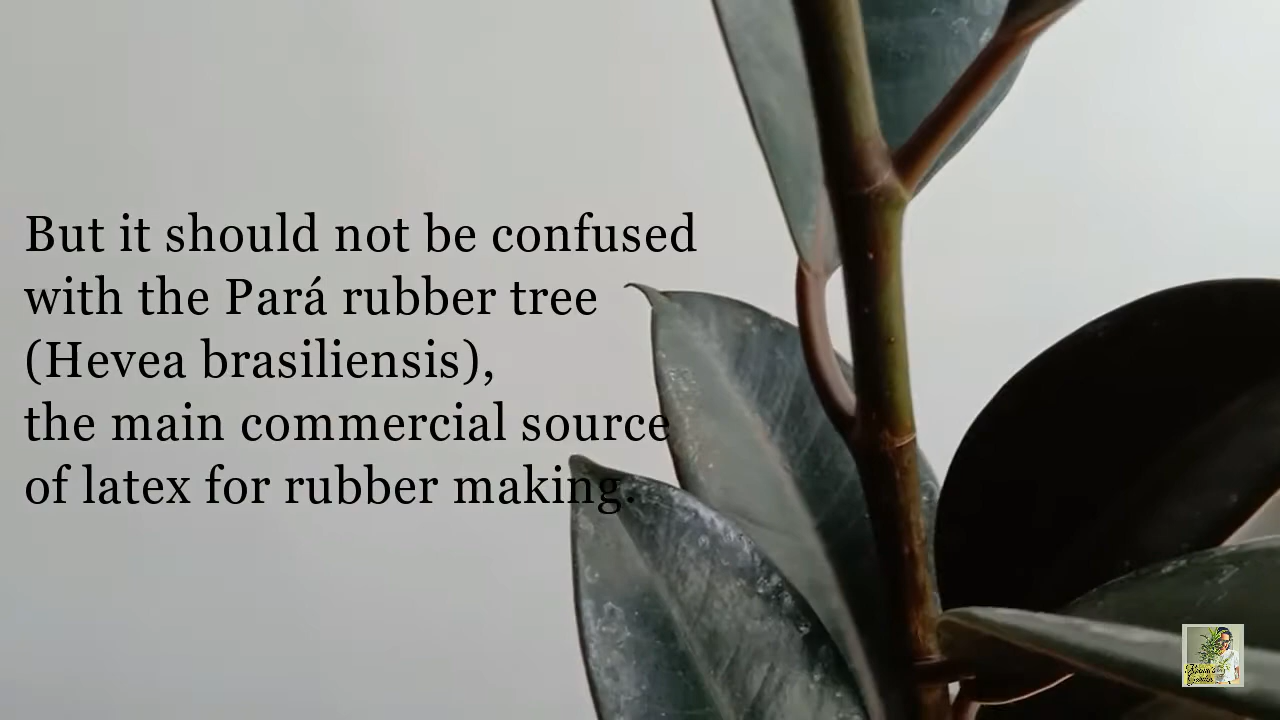 But it should not be confused
with the Pará rubber tree
(Hevea brasiliensis),
the main commercial source
of latex for rubber making.